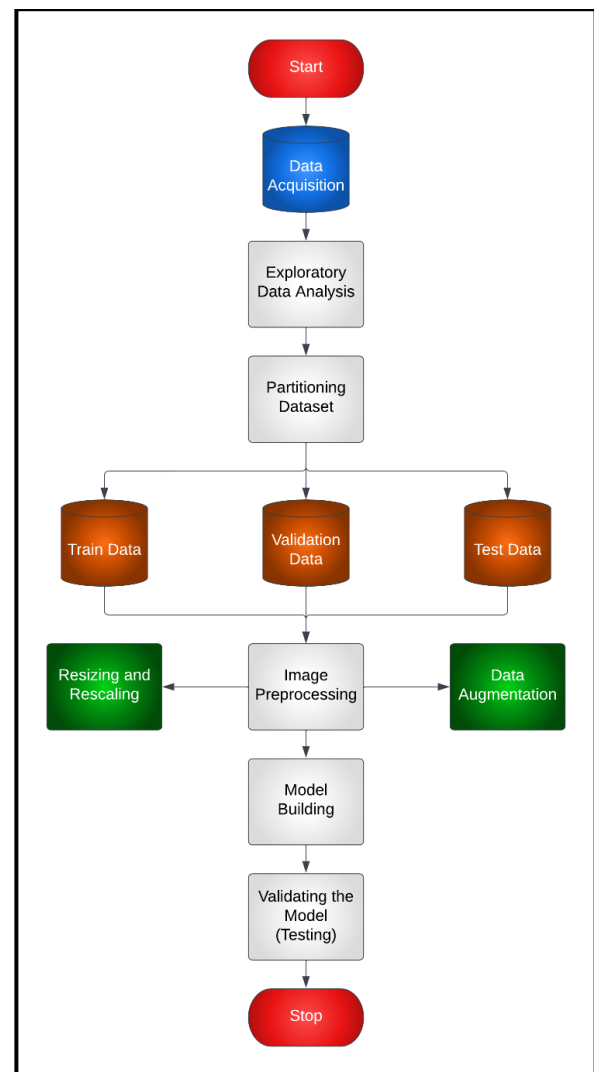 Start
Data
Acquisition
Exploratory
Data Analysis
Partitioning
Dataset
Train Data
Validation
Data
Test Data
Resizing and
Rescaling
Image
Preprocessing
Data
Augmentation
Model
Building
Validating the
Model
(Testing)
Stop